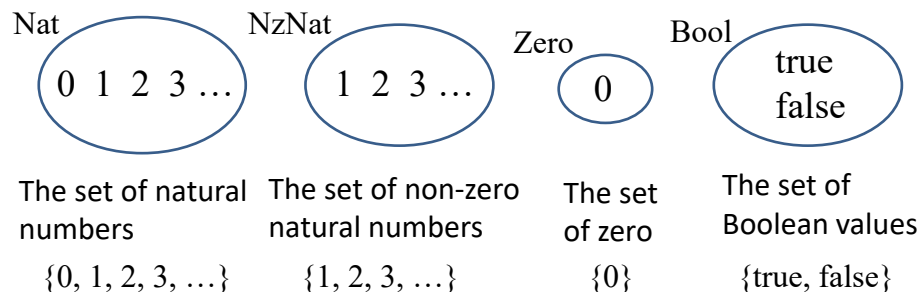 Nat
0 1 2 3 …
NzNat
1 2 3 …
Zero
0
Bool
true
false
The set of natural
numbers
{0, 1, 2, 3, …}
The set of non-zero
natural numbers
{1, 2, 3, …}
The set
of zero
{0}
The set of
Boolean values
{true, false}